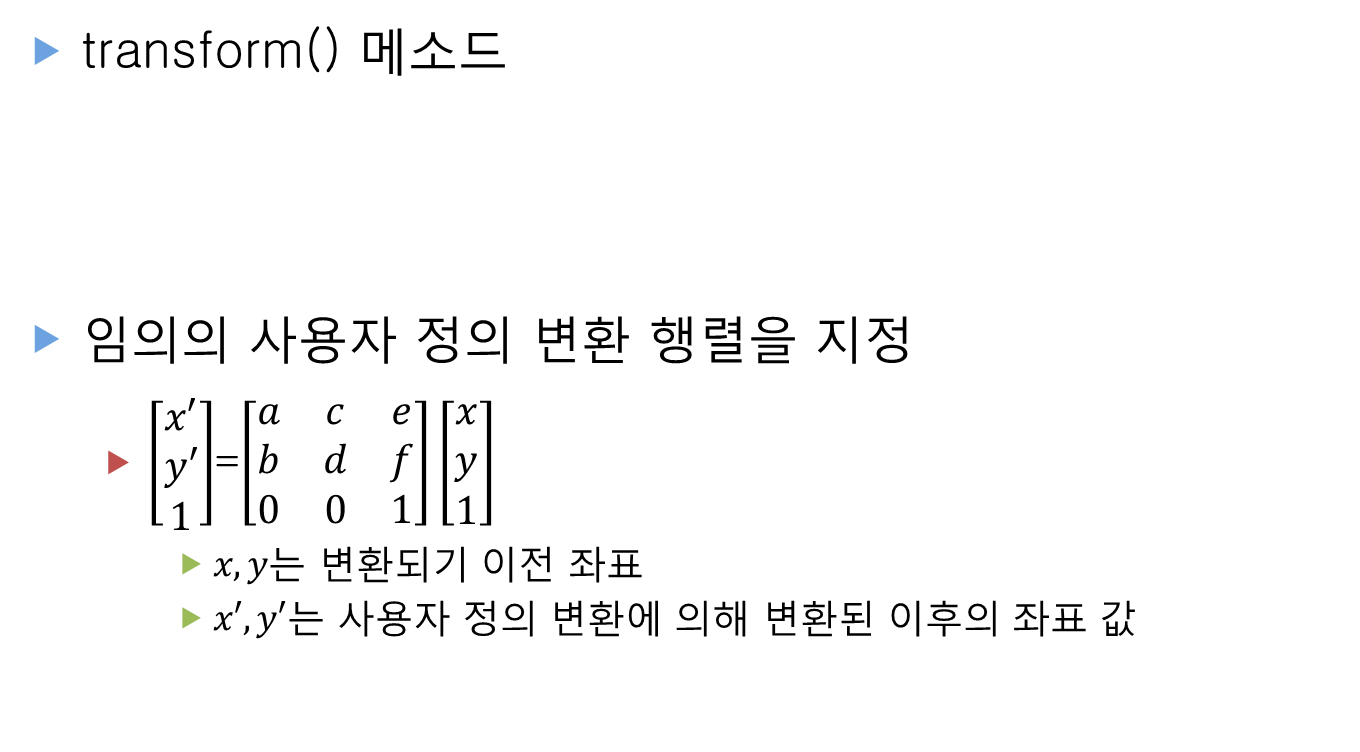 ▶ transform() 메소드
▶ 임의의 사용자 정의 변환 행렬을 지정
▶ [x′ y′ 1] = [a c e; b d f; 0 0 1] [x y 1]
▶ x, y는 변환되기 이전 좌표
▶ x′, y′는 사용자 정의 변환에 의해 변환된 이후의 좌표 값